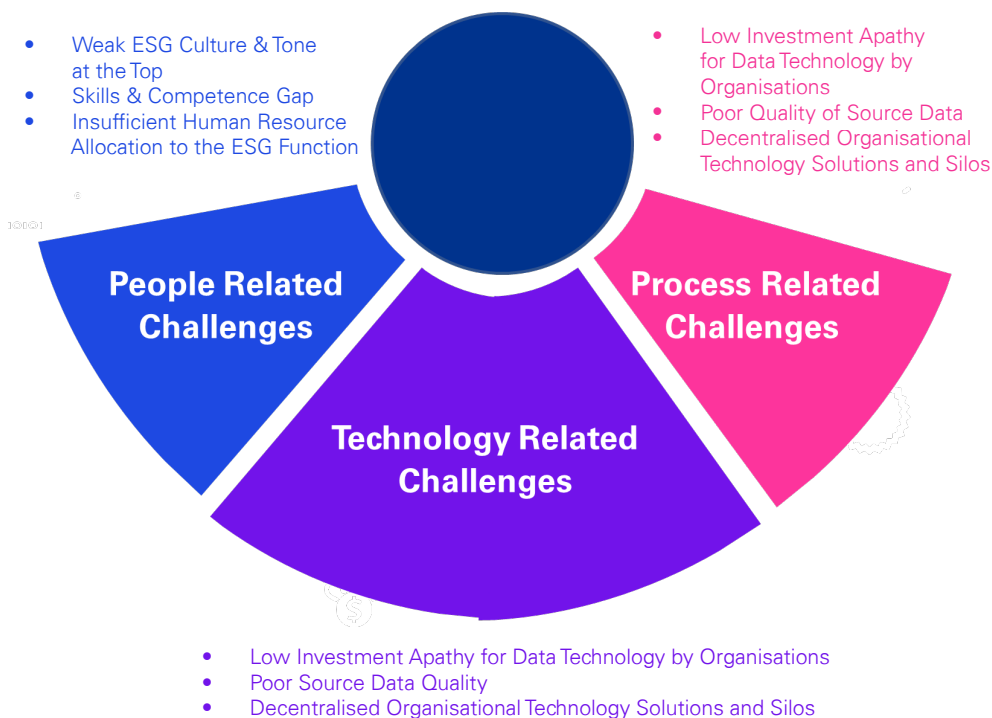 • Weak ESG Culture & Tone
at the Top
• Skills & Competence Gap
• Insufficient Human Resource
Allocation to the ESG Function
• Low Investment Apathy
for Data Technology by
Organisations
• Poor Quality of Source Data
• Decentralised Organisational
Technology Solutions and Silos
People Related
Challenges
Process Related
Challenges
Technology Related
Challenges
• Low Investment Apathy for Data Technology by Organisations
• Poor Source Data Quality
• Decentralised Organisational Technology Solutions and Silos